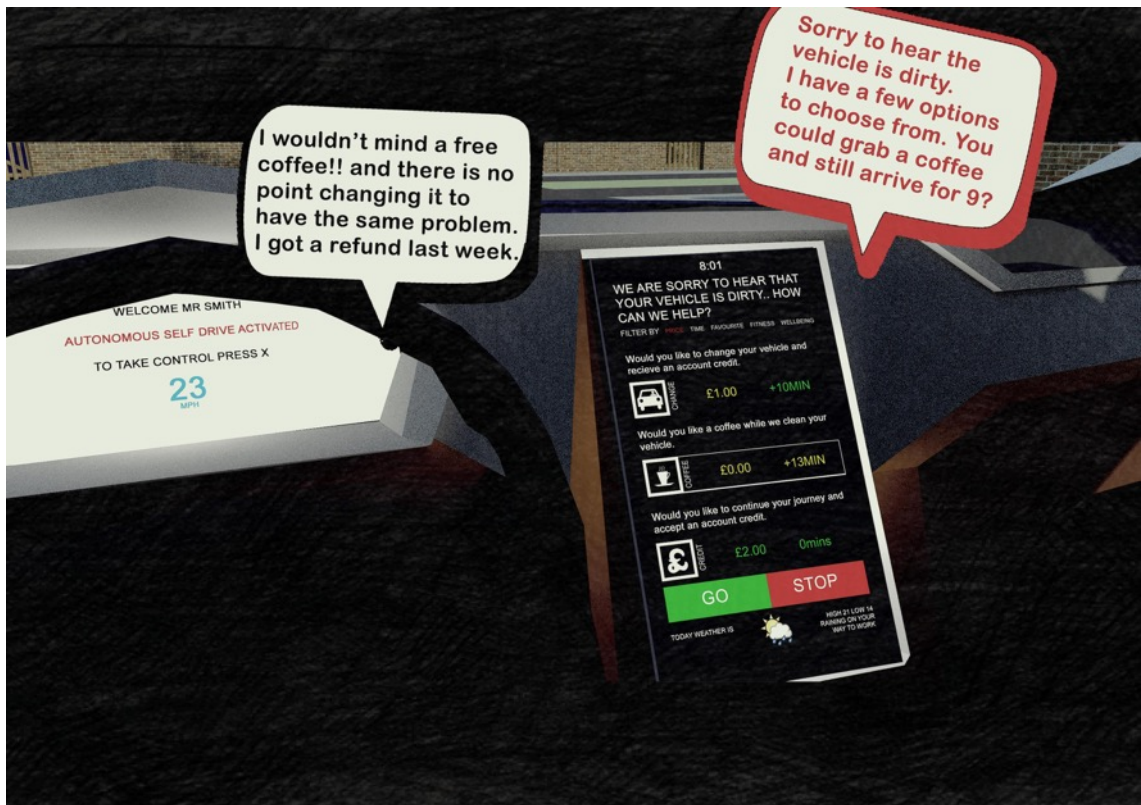 Sorry to hear the
vehicle is dirty.
I have a few options
to choose from. You
could grab a coffee
and still arrive for 9?
I wouldn't mind a free
coffee!! and there is no
point changing it to
have the same problem.
I got a refund last week.
WELCOME MR SMITH
AUTONOMOUS SELF DRIVE ACTIVATED
TO TAKE CONTROL PRESS X
23
MPH
8:01
WE ARE SORRY TO HEAR THAT
YOUR VEHICLE IS DIRTY.. HOW
CAN WE HELP?
FILTER BY PRICE TIME FAVOURITE FITNESS WELLBEING
Would you like to change your vehicle and
recieve an account credit.
CHANGE £1.00 +10MIN
Would you like a coffee while we clean your
vehicle.
COFFEE £0.00 +13MIN
Would you like to continue your journey and
accept an account credit.
£ CREDIT £2.00 0mins
GO STOP
TODAY WEATHER IS
HIGH 21 LOW 14
RAINING ON YOUR
WAY TO WORK